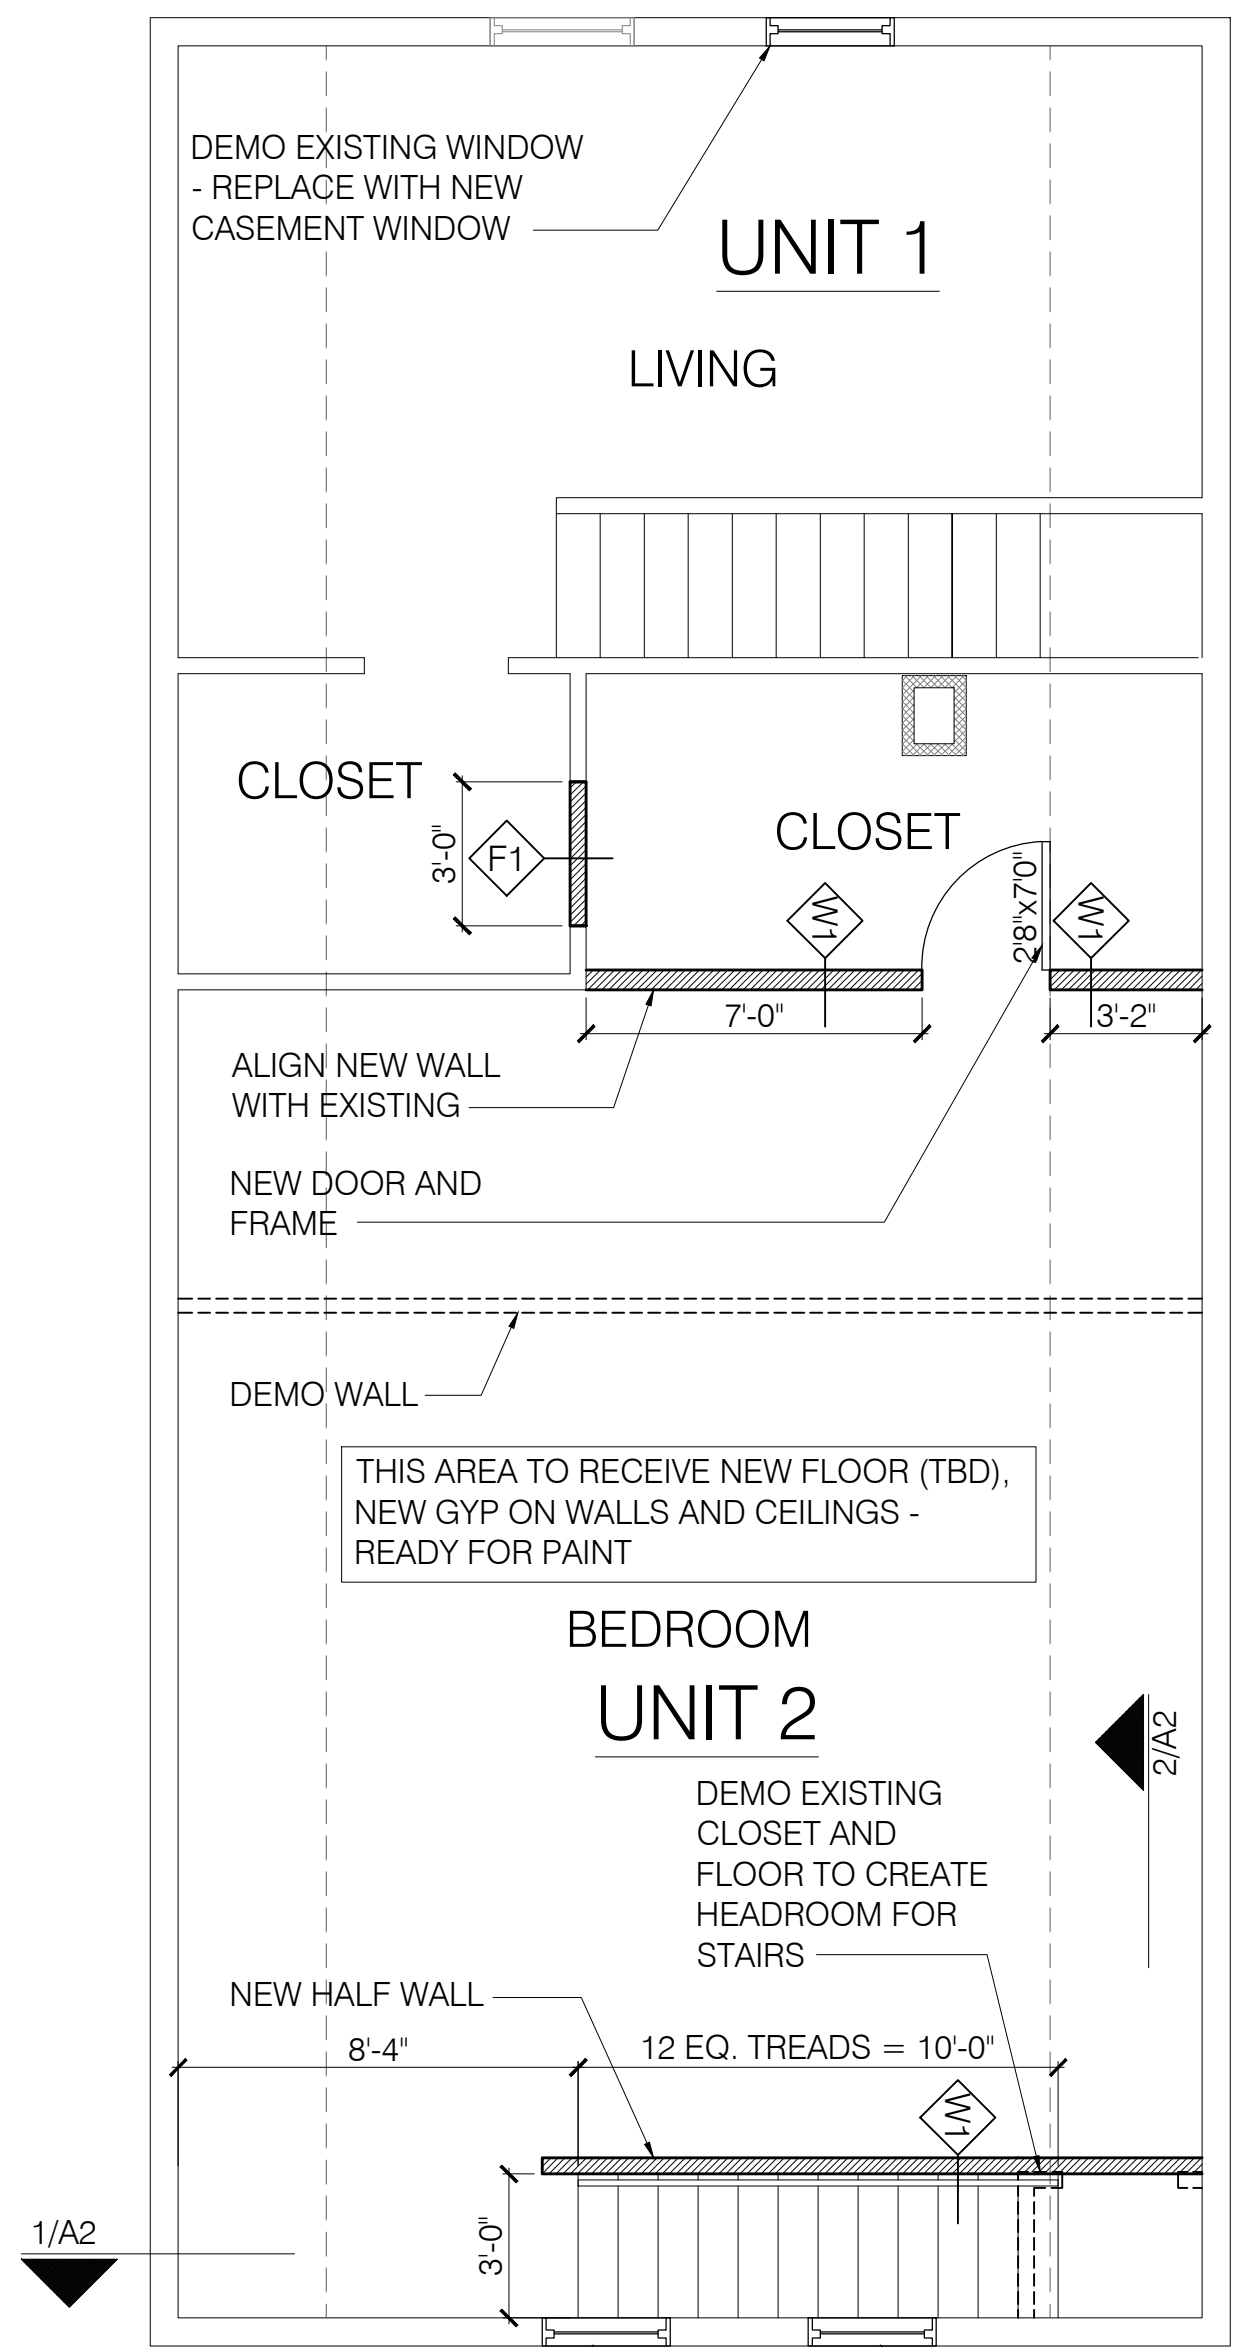 DEMO EXISTING WINDOW
- REPLACE WITH NEW
CASEMENT WINDOW
UNIT 1
LIVING
CLOSET
3'-0"
F1
CLOSET
W1
2'8"x7'0"
W1
7'-0"
3'-2"
ALIGN NEW WALL
WITH EXISTING
NEW DOOR AND
FRAME
DEMO WALL
THIS AREA TO RECEIVE NEW FLOOR (TBD),
NEW GYP ON WALLS AND CEILINGS -
READY FOR PAINT
BEDROOM
UNIT 2
2/A2
DEMO EXISTING
CLOSET AND
FLOOR TO CREATE
HEADROOM FOR
STAIRS
NEW HALF WALL
8'-4"
12 EQ. TREADS = 10'-0"
W1
3'-0"
1/A2